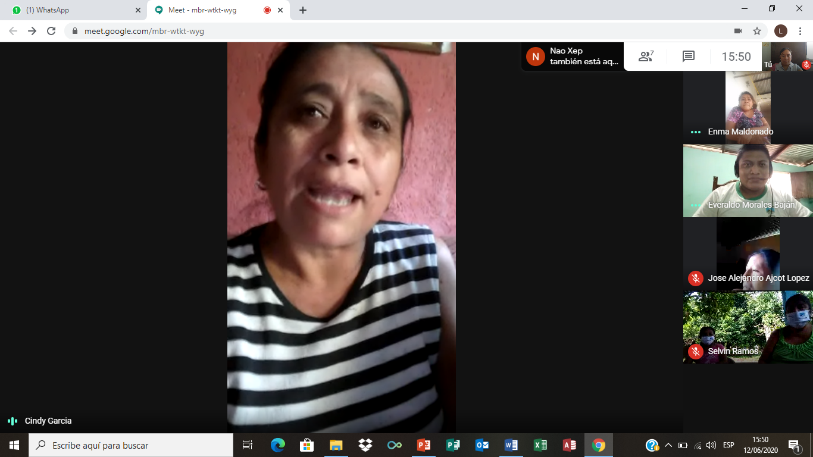 (1) WhatsApp
Meet - mbr-wtkt-wyg
meet.google.com/mbr-wtkt-wyg
L
N
Nao Xep
también está aq...
7
15:50
Tú
Enma Maldonado
Everaldo Morales Bajan
Jose Alejandro Ajcot Lopez
Selvin Ramos
Cindy Garcia
Escribe aquí para buscar
ESP
15:50
12/06/2020
1